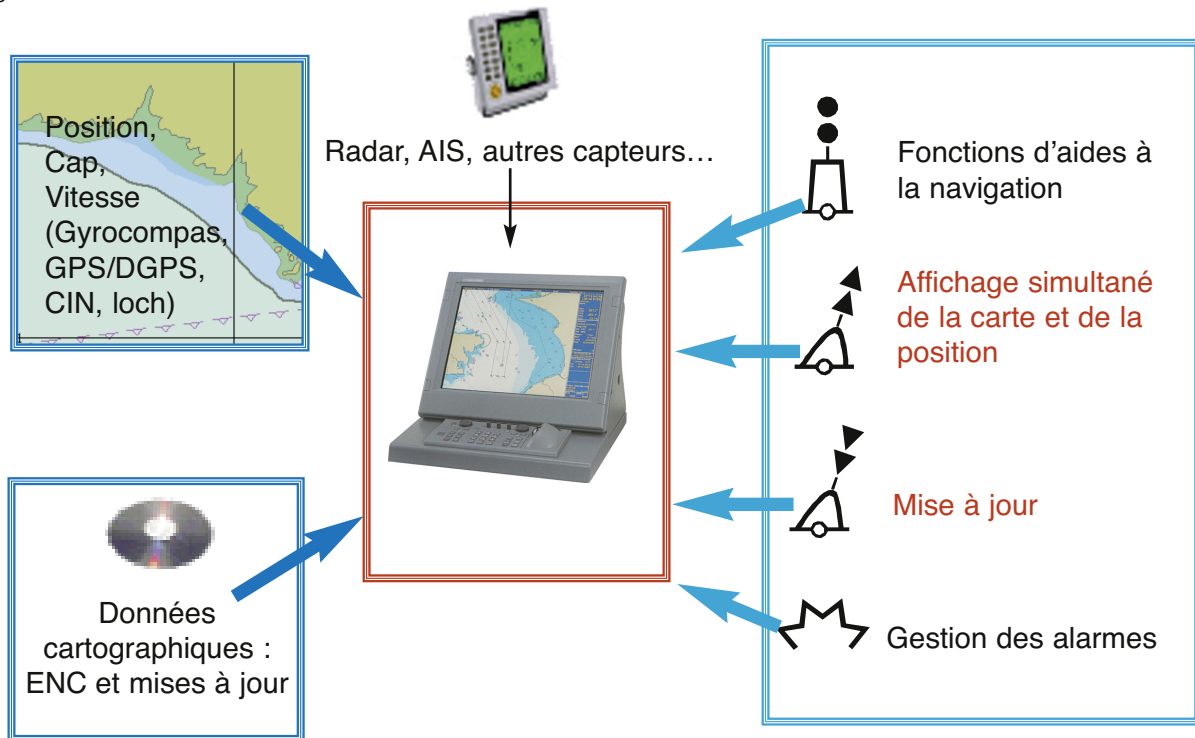 Position,
Cap,
Vitesse
(Gyrocompas,
GPS/DGPS,
CIN, loch)
Radar, AIS, autres capteurs…
Fonctions d’aides à
la navigation
Affichage simultané
de la carte et de la
position
Mise à jour
Gestion des alarmes
Données
cartographiques :
ENC et mises à jour